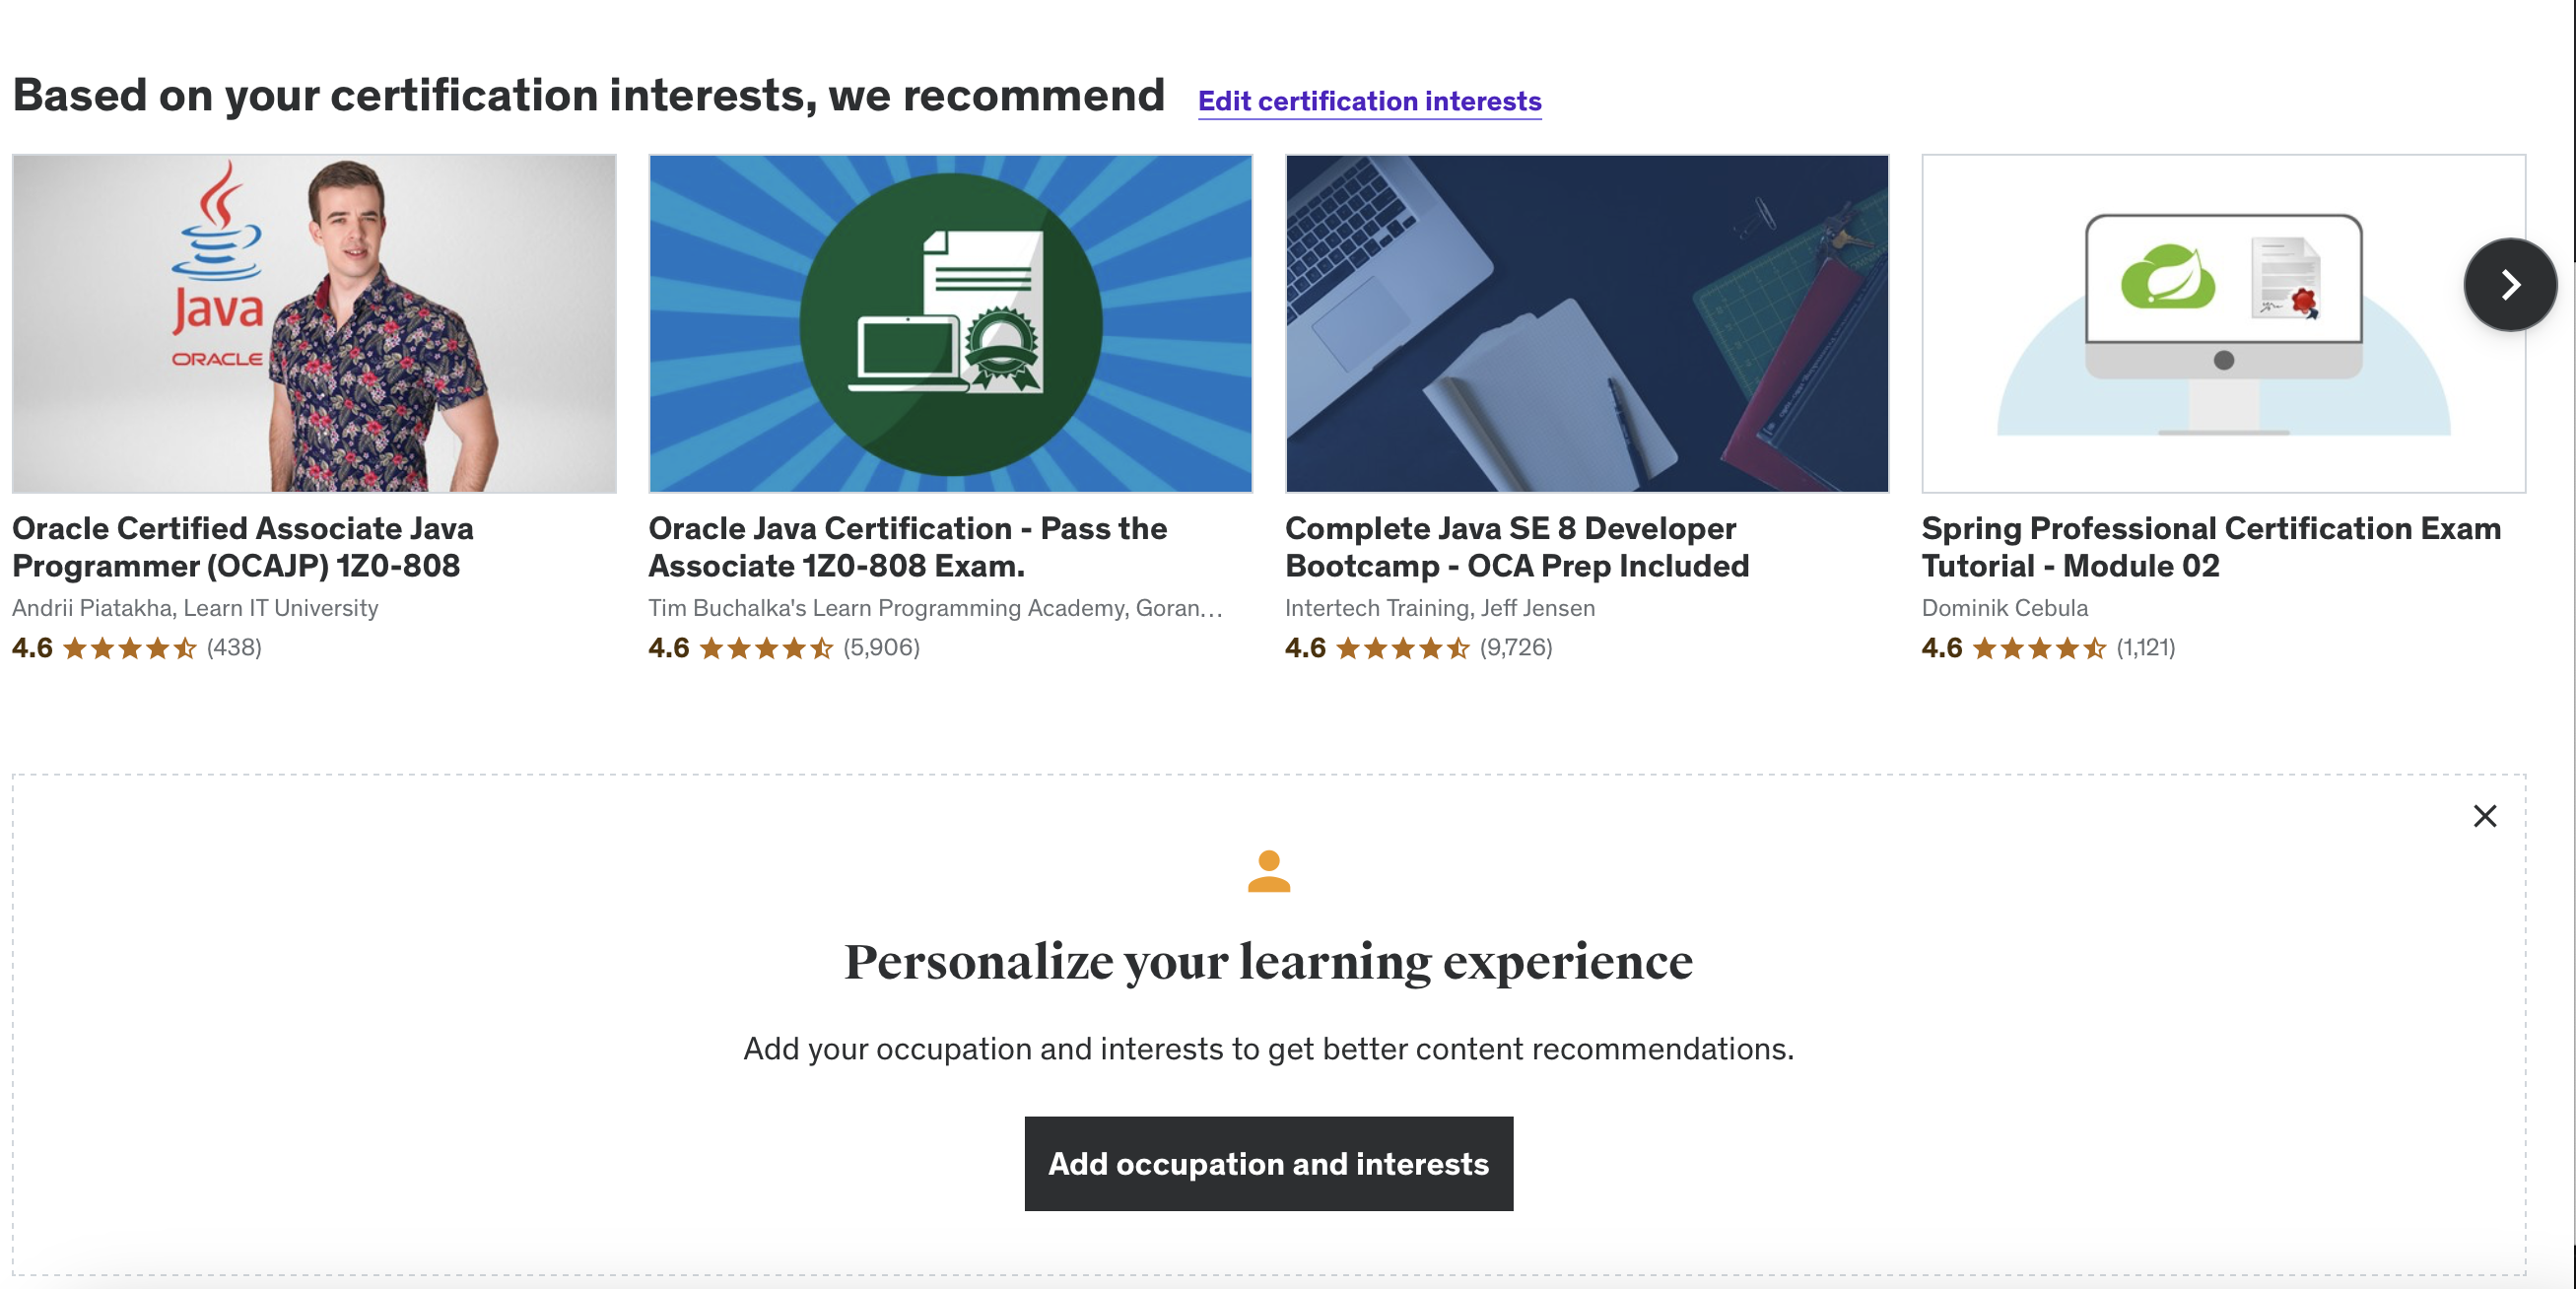 Based on your certification interests, we recommend
Edit certification interests
Java
ORACLE
Oracle Certified Associate Java
Programmer (OCAJP) 1Z0-808
Andrii Piatakha, Learn IT University
4.6 (438)
Oracle Java Certification - Pass the
Associate 1Z0-808 Exam.
Tim Buchalka's Learn Programming Academy, Goran...
4.6 (5,906)
Complete Java SE 8 Developer
Bootcamp - OCA Prep Included
Intertech Training, Jeff Jensen
4.6 (9,726)
Spring Professional Certification Exam
Tutorial - Module 02
Dominik Cebula
4.6 (1,121)
Personalize your learning experience
Add your occupation and interests to get better content recommendations.
Add occupation and interests